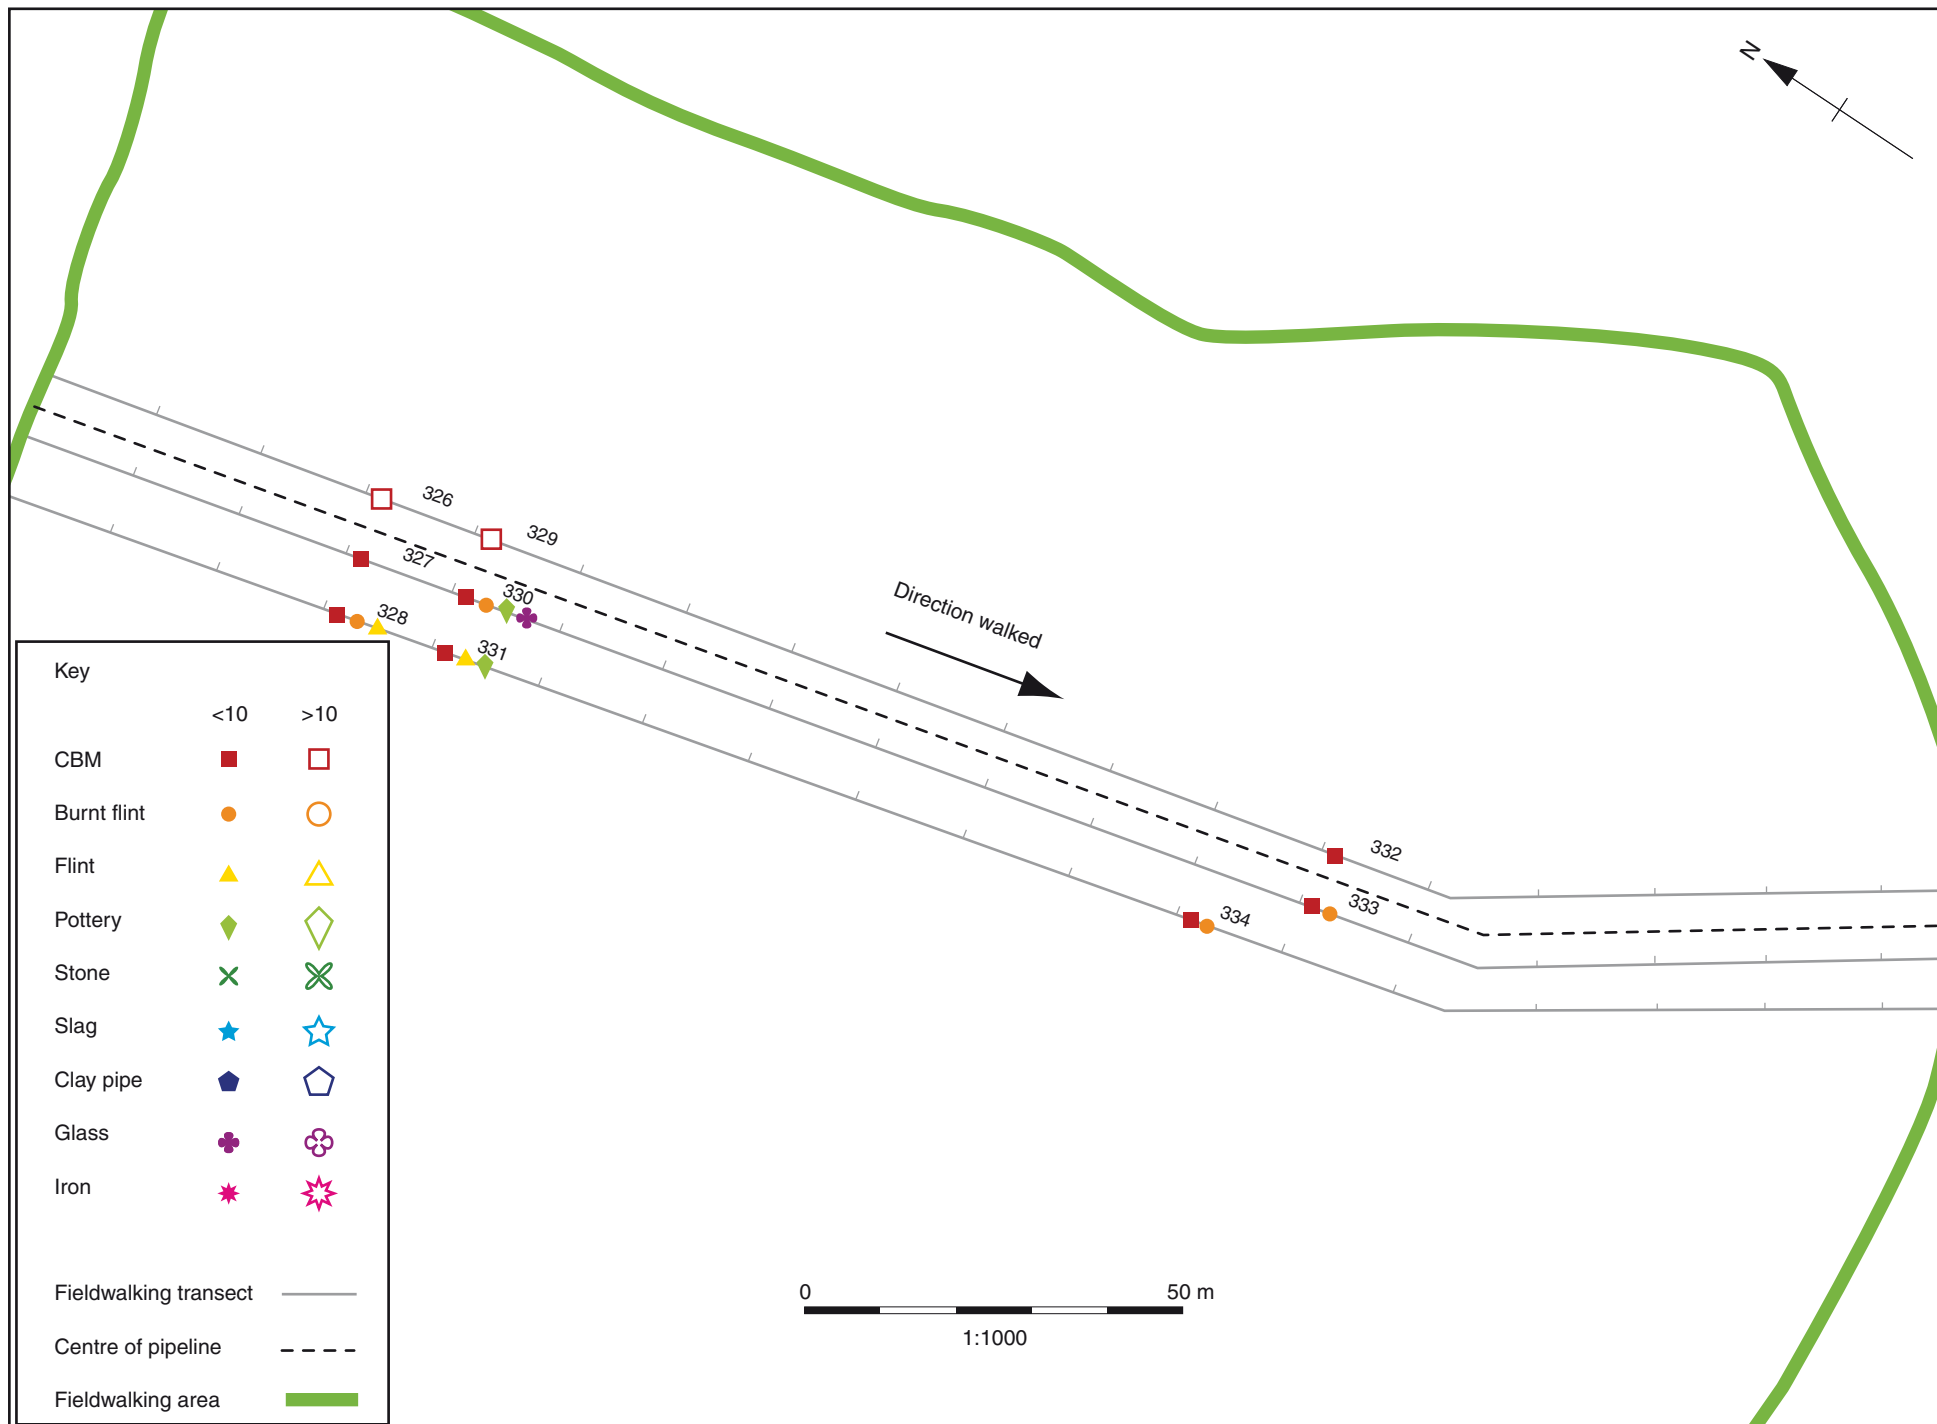 N
326
329
327
330
328
331
Direction walked
332
333
334
Key
<10 >10
CBM
Burnt flint
Flint
Pottery
Stone
Slag
Clay pipe
Glass
Iron
Fieldwalking transect
Centre of pipeline
Fieldwalking area
0 50 m
1:1000